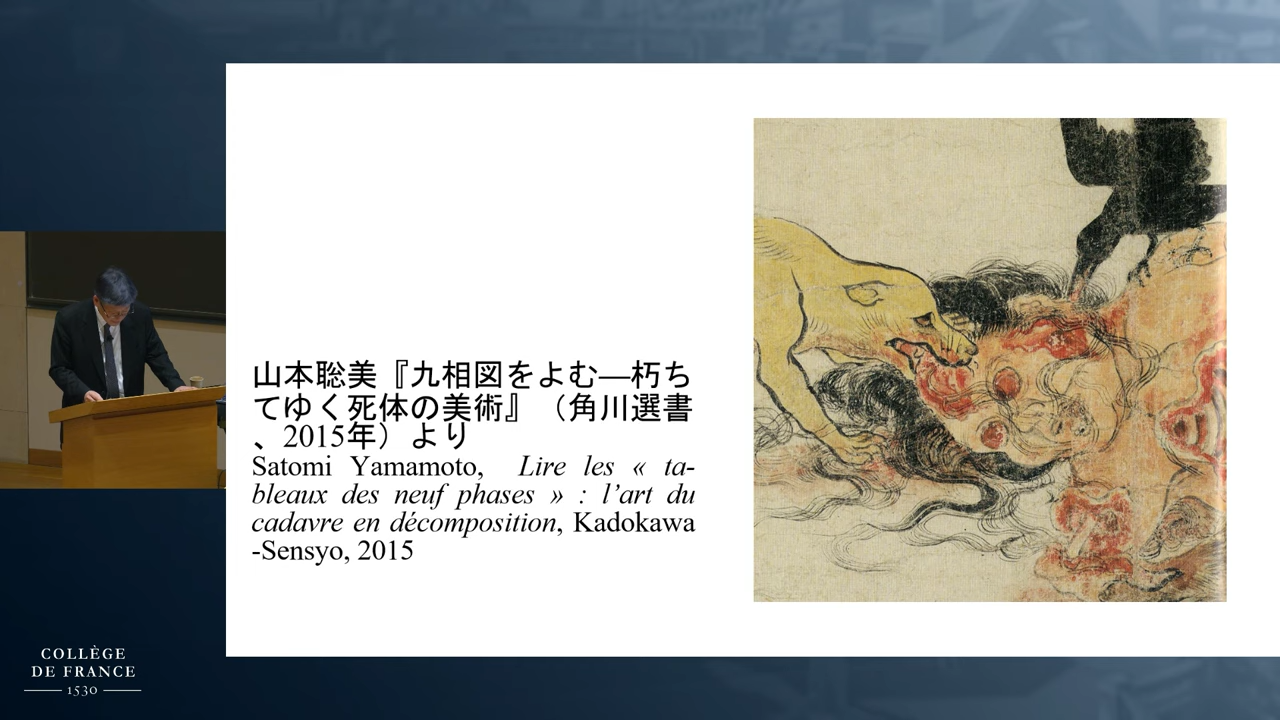 山本聡美『九相図をよむ―朽ち
てゆく死体の美術』（角川選書
、2015年）より
Satomi Yamamoto, Lire les « ta-
bleaux des neuf phases » : l’art du
cadavre en décomposition, Kadokawa
-Sensyo, 2015
COLLÈGE
DE FRANCE
1530